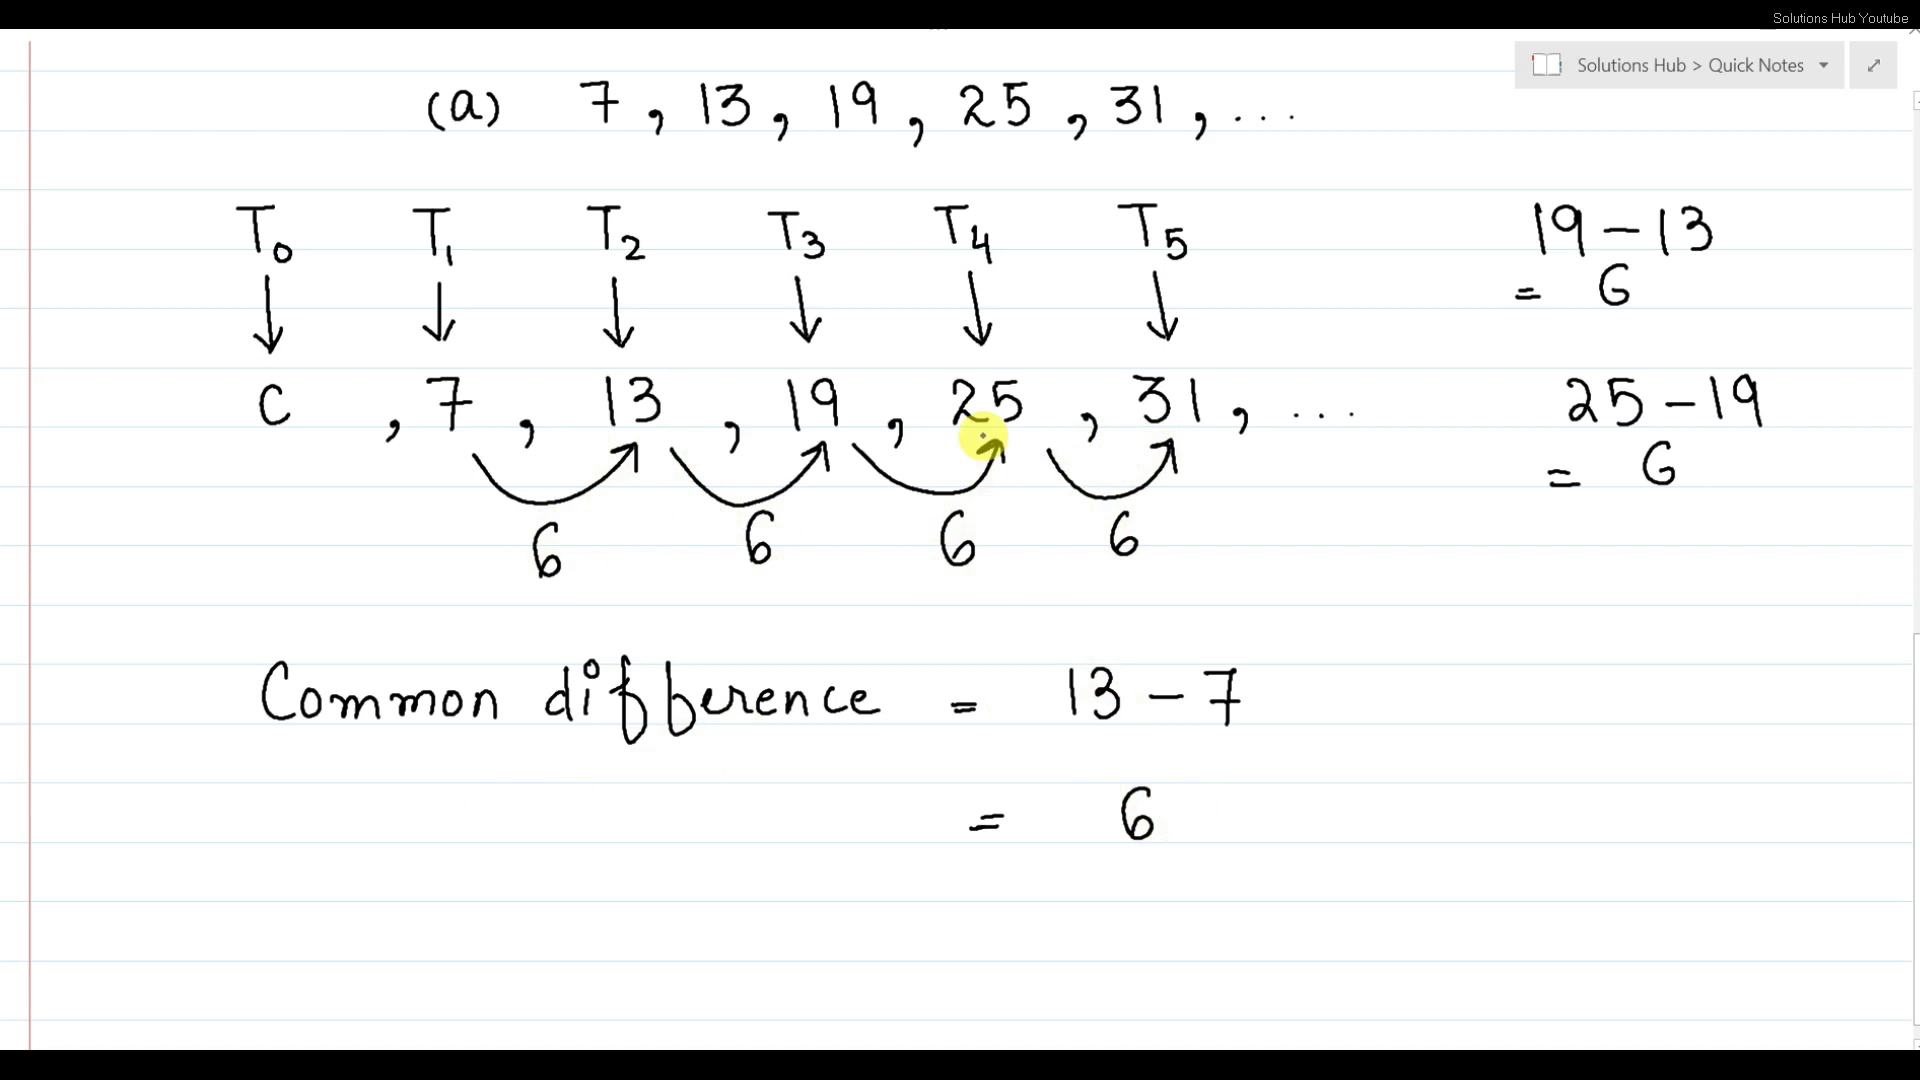 Solutions Hub Youtube
Solutions Hub > Quick Notes
(a) 7, 13, 19, 25, 31, ...
T₀ T₁ T₂ T₃ T₄ T₅
↓ ↓ ↓ ↓ ↓ ↓
C , 7 , 13 , 19 , 25 , 31 , ...
6 6 6 6
19 - 13
= 6
25 - 19
= 6
Common difference = 13 - 7
= 6